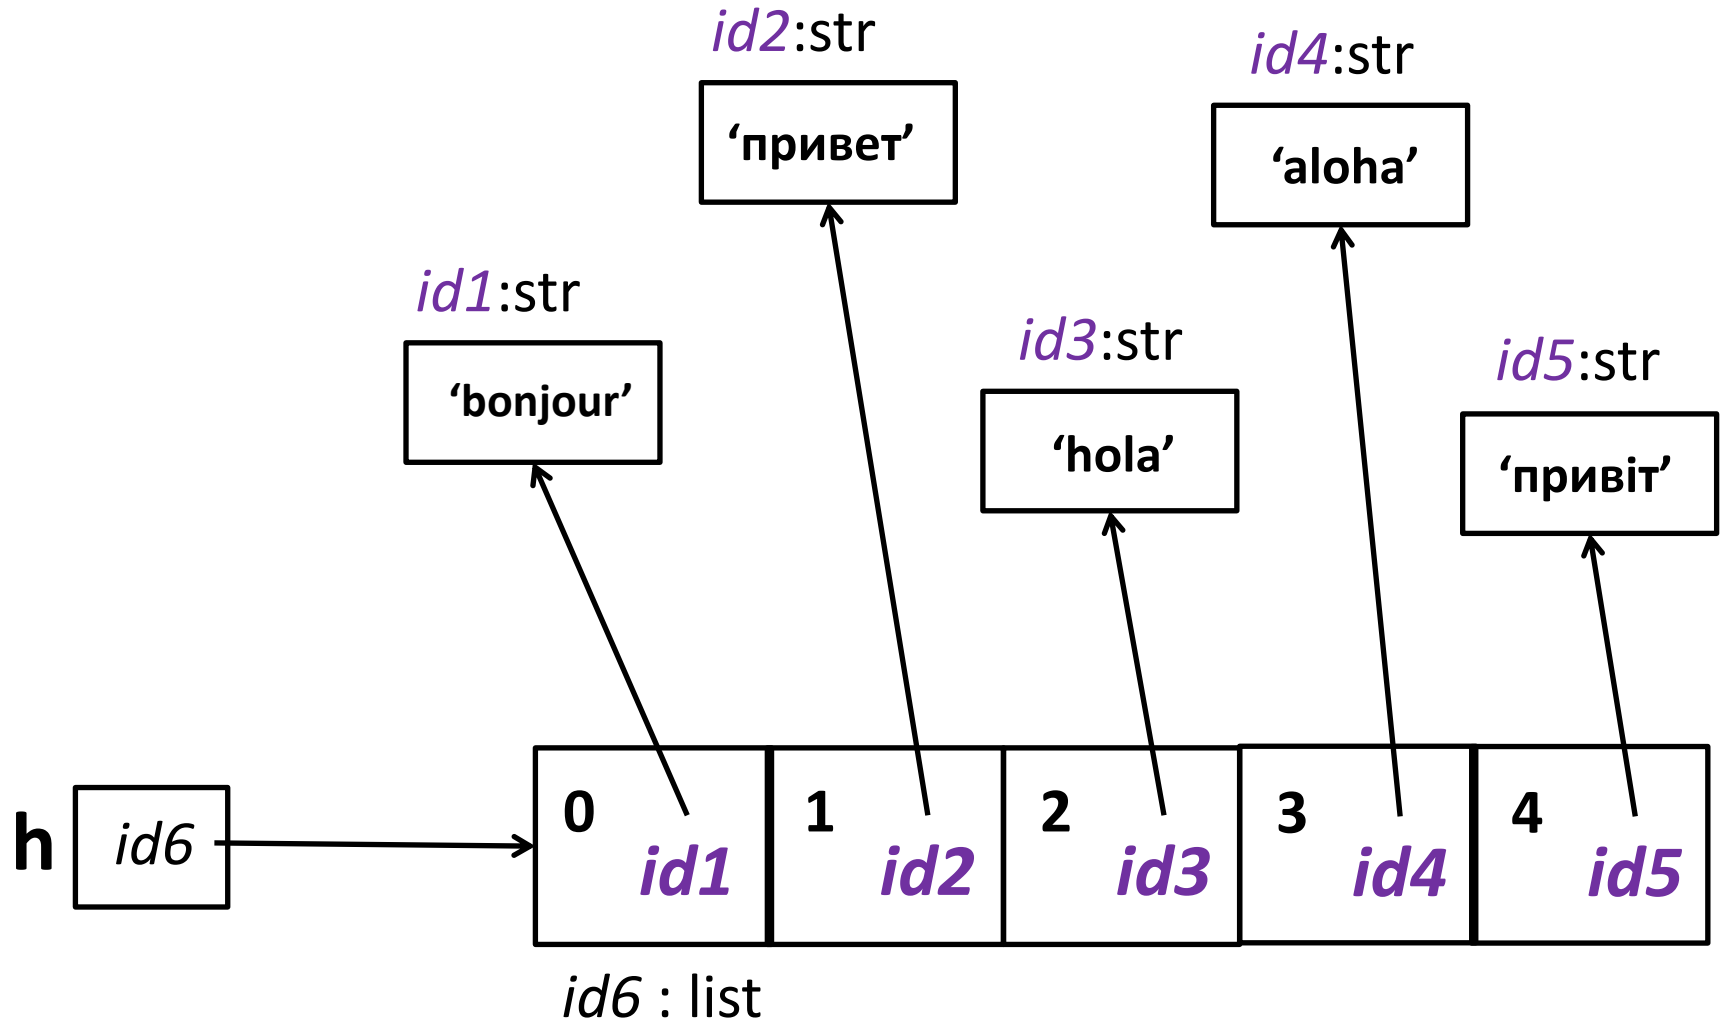 id2:str
‘привет’
id4:str
‘aloha’
id1:str
‘bonjour’
id3:str
‘hola’
id5:str
‘привіт’
h id6
0 1 2 3 4
id1 id2 id3 id4 id5
id6 : list